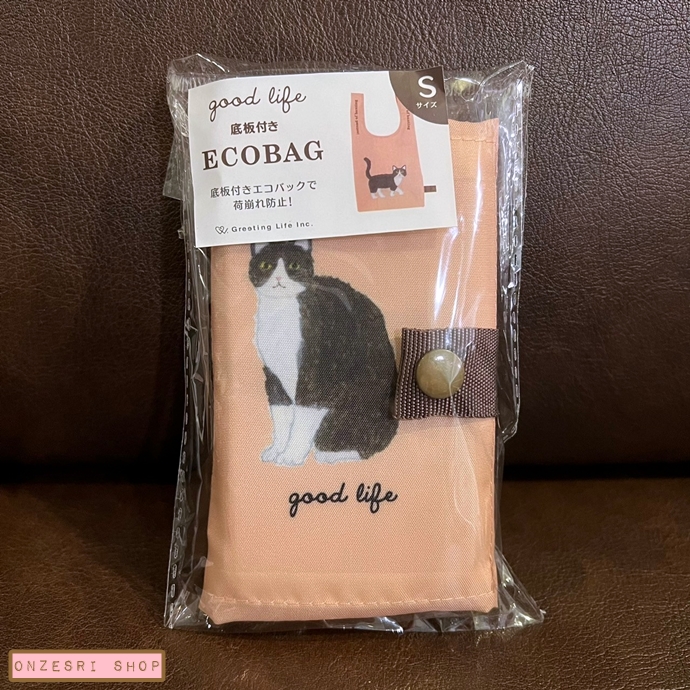 good life
底板付き
ECOBAG
底板付きエコバックで
荷崩れ防止!
Greeting Life Inc.
S
サイズ
good life
ONZESRI SHOP